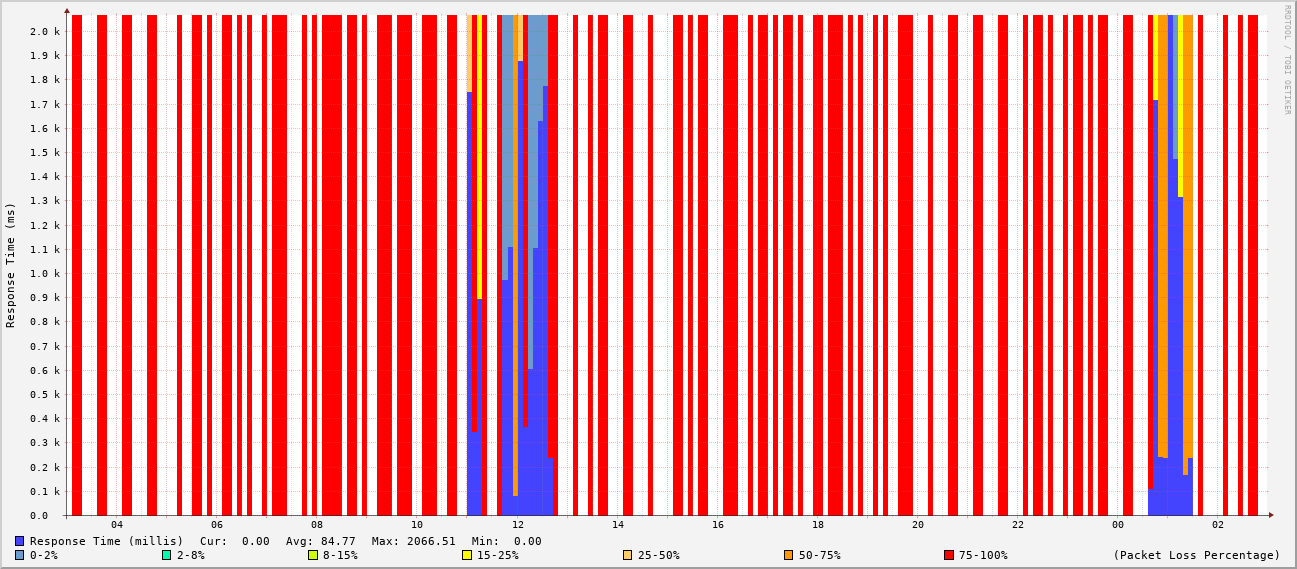 RRDTOOL / TOBI OETIKER
Response Time (ms)
2.0 k
1.9 k
1.8 k
1.7 k
1.6 k
1.5 k
1.4 k
1.3 k
1.2 k
1.1 k
1.0 k
0.9 k
0.8 k
0.7 k
0.6 k
0.5 k
0.4 k
0.3 k
0.2 k
0.1 k
0.0
04 06 08 10 12 14 16 18 20 22 00 02
Response Time (millis) Cur: 0.00 Avg: 84.77 Max: 2066.51 Min: 0.00
0-2% 2-8% 8-15% 15-25% 25-50% 50-75% 75-100% (Packet Loss Percentage)